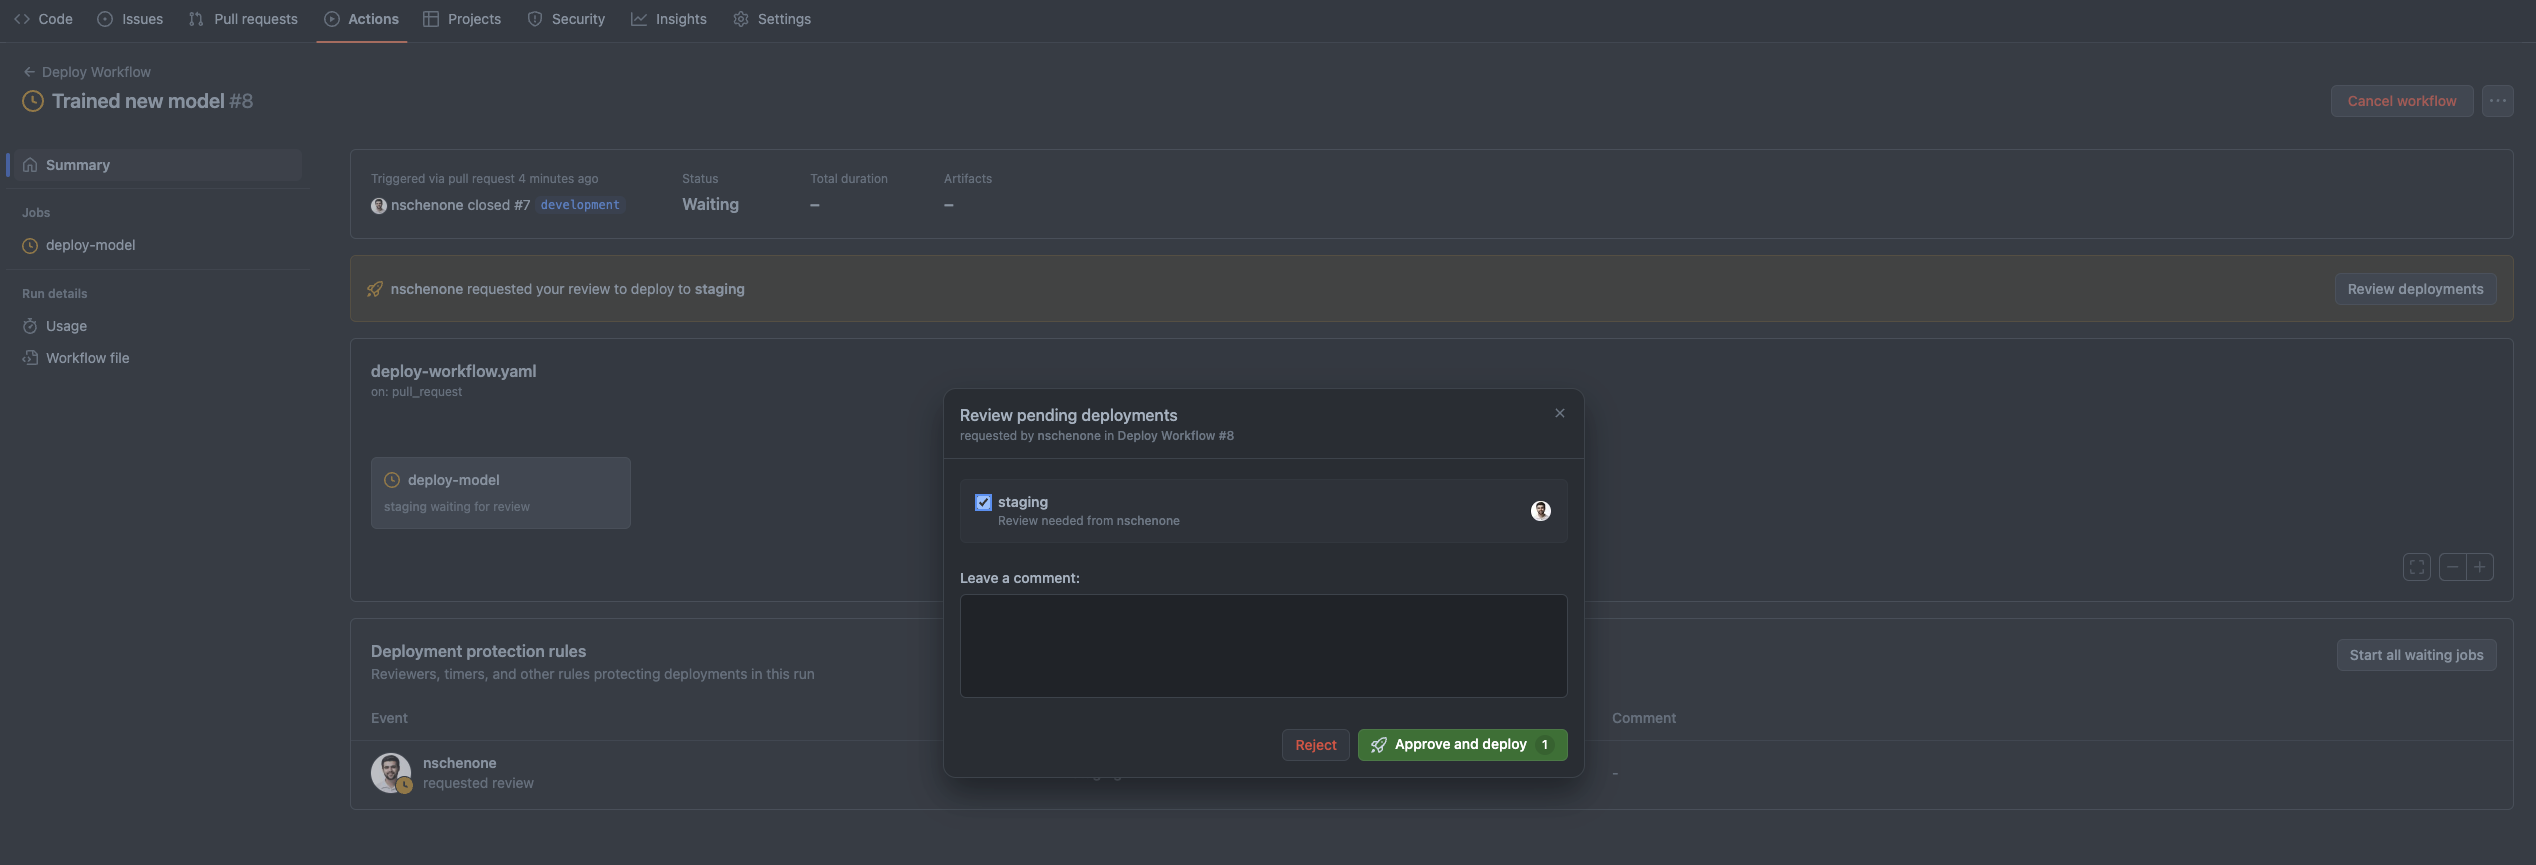 Code Issues Pull requests Actions Projects Security Insights Settings
Deploy Workflow
Trained new model #8
Cancel workflow
Summary
Jobs
deploy-model
Run details
Usage
Workflow file
Triggered via pull request 4 minutes ago
nschenone closed #7 development
Status
Waiting
Total duration
–
Artifacts
–
nschenone requested your review to deploy to staging
Review deployments
deploy-workflow.yaml
on: pull_request
deploy-model
staging waiting for review
Review pending deployments
requested by nschenone in Deploy Workflow #8
staging
Review needed from nschenone
Leave a comment:
Reject
Approve and deploy 1
Deployment protection rules
Reviewers, timers, and other rules protecting deployments in this run
Start all waiting jobs
Event
Comment
nschenone
requested review
-